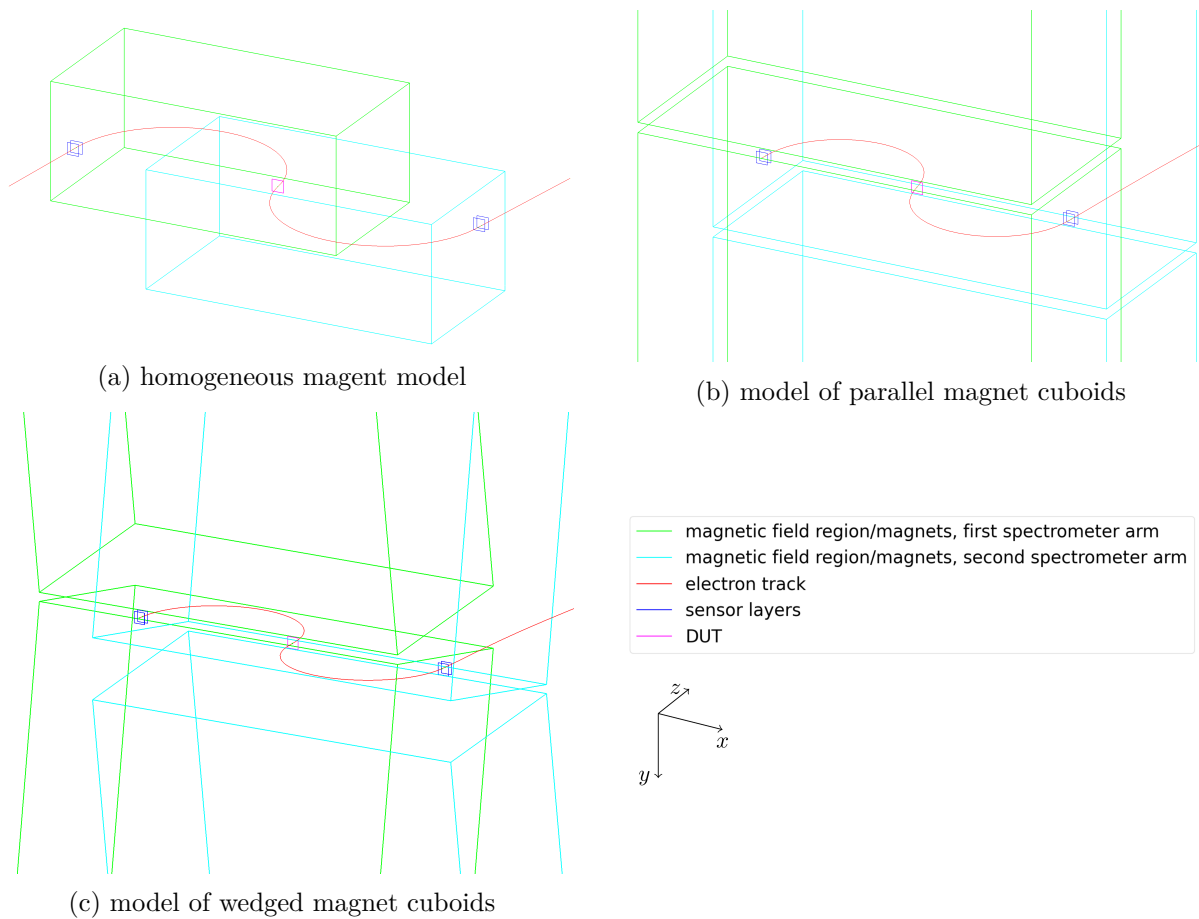 (a) homogeneous magent model
(b) model of parallel magnet cuboids
magnetic field region/magnets, first spectrometer arm
magnetic field region/magnets, second spectrometer arm
electron track
sensor layers
DUT
z
x
y
(c) model of wedged magnet cuboids